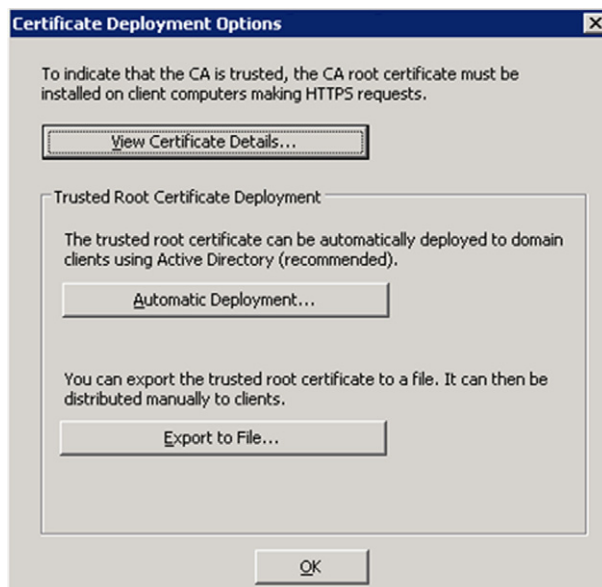 Certificate Deployment Options
To indicate that the CA is trusted, the CA root certificate must be
installed on client computers making HTTPS requests.
View Certificate Details...
Trusted Root Certificate Deployment
The trusted root certificate can be automatically deployed to domain
clients using Active Directory (recommended).
Automatic Deployment...
You can export the trusted root certificate to a file. It can then be
distributed manually to clients.
Export to File...
OK